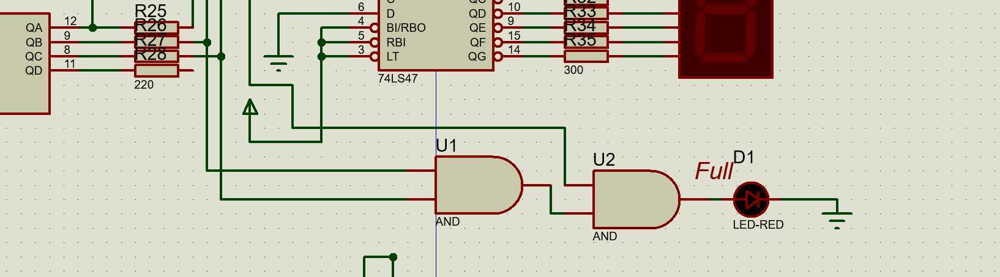 R25
12
QA
R26
9
QB
R27
8
QC
R28
11
QD
220
6
D
4
BI/RBO
5
RBI
3
LT
74LS47
QD
10
R33
QE
9
R34
QF
15
R35
QG
14
300
U1
AND
U2
AND
Full
D1
LED-RED